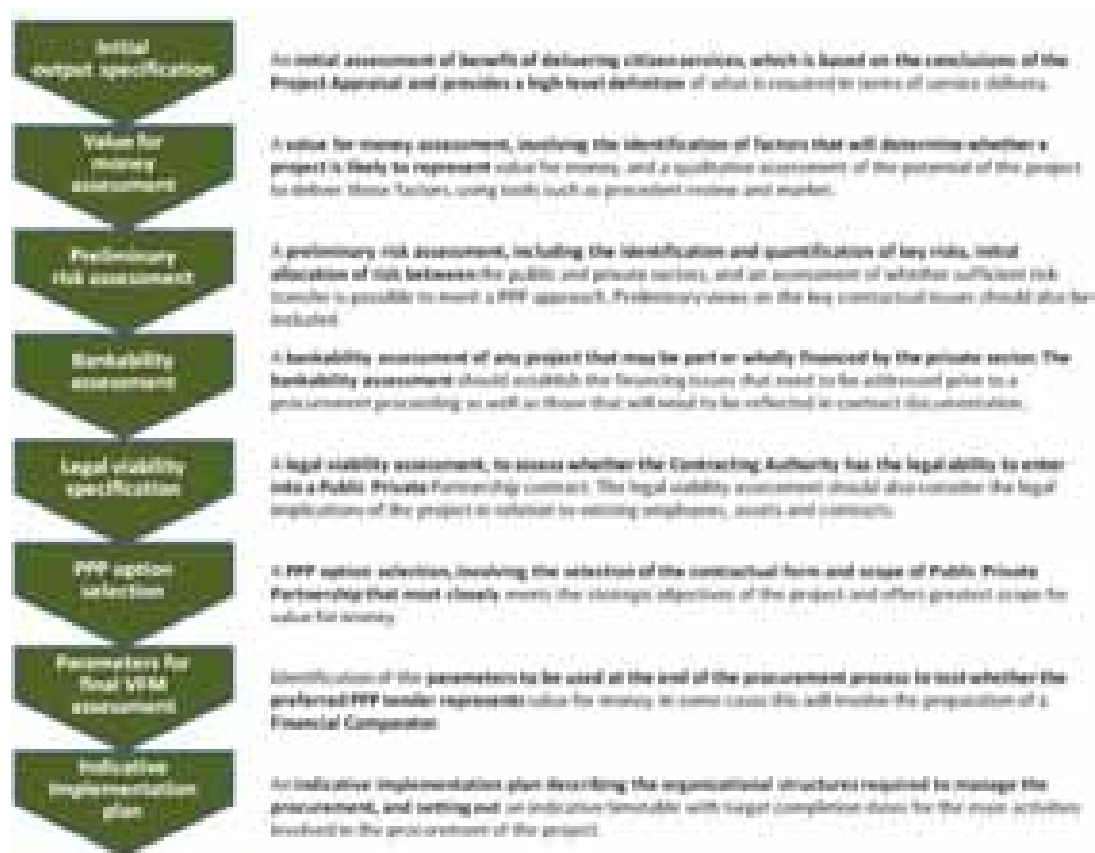 Initial
output specification
An initial assessment of benefit of delivering citizen services, which is based on the conclusions of the
Project Appraisal and provides a high level definition of what is required in terms of service delivery.
Value for
money
assessment
A value for money assessment, involving the identification of factors that will determine whether a
project is likely to represent value for money, and a qualitative assessment of the potential of the project
to deliver those factors, using tools such as precedent review and market.
Preliminary
risk assessment
A preliminary risk assessment, including the identification and quantification of key risks, initial
allocation of risk between the public and private sectors, and an assessment of whether sufficient risk
transfer is possible to merit a PPP approach. Preliminary views on the key contractual issues should also be
included.
Bankability
assessment
A bankability assessment of any project that may be part or wholly financed by the private sector. The
bankability assessment should establish the financing issues that need to be addressed prior to a
procurement proceeding as well as those that will need to be reflected in contract documentation.
Legal viability
specification
A legal viability assessment, to assess whether the Contracting Authority has the legal ability to enter
into a Public Private Partnership contract. The legal viability assessment should also consider the legal
implications of the project in relation to existing employees, assets and contracts.
PPP option
selection
A PPP option selection, involving the selection of the contractual form and scope of Public Private
Partnership that most closely meets the strategic objectives of the project and offers greatest scope for
value for money.
Parameters for
final VFM
assessment
Identification of the parameters to be used at the end of the procurement process to test whether the
preferred PPP tender represents value for money. In some cases this will involve the preparation of a
Financial Comparator.
Indicative
implementation
plan
An indicative implementation plan describing the organizational structures required to manage the
procurement, and setting out an indicative timetable with target completion dates for the main activities
involved in the procurement of the project.